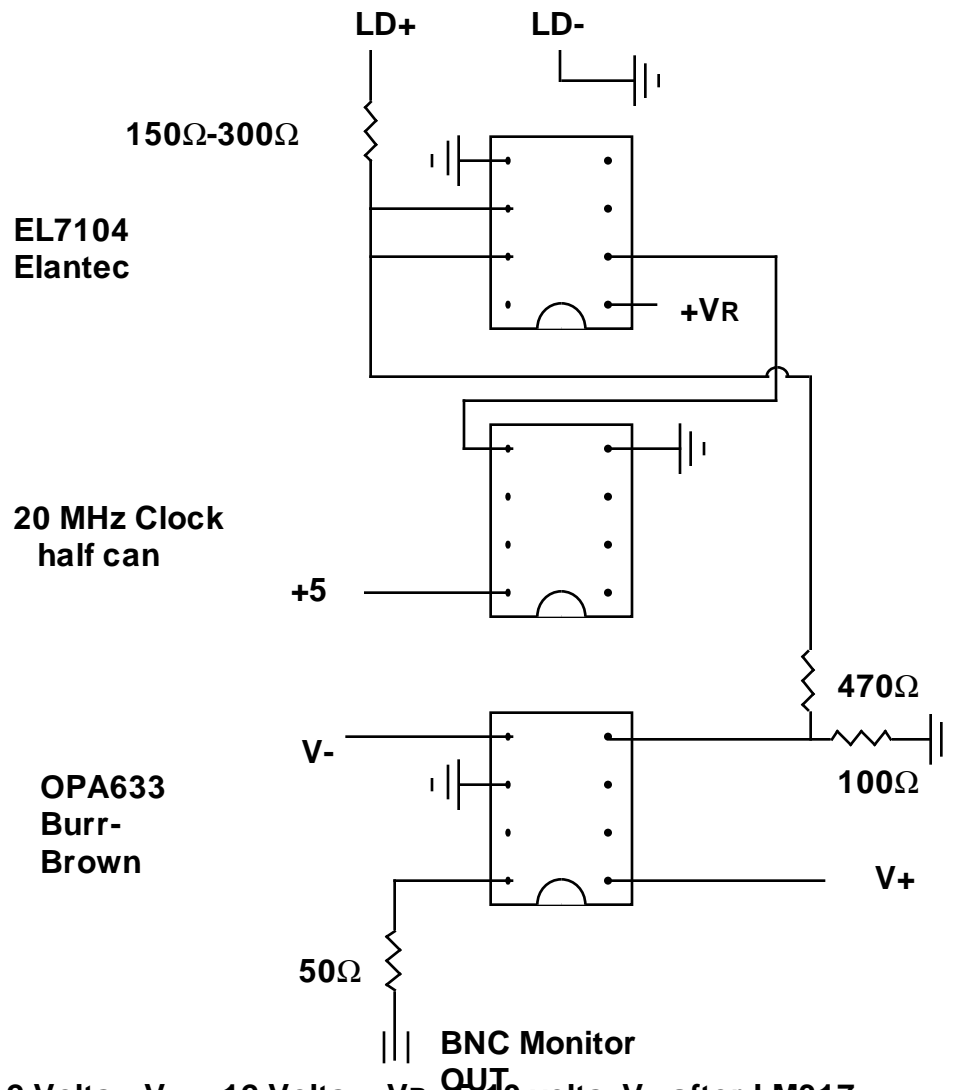 LD+ LD-
150Ω-300Ω
EL7104
Elantec
+VR
20 MHz Clock
half can
+5
470Ω
V-
100Ω
OPA633
Burr-
Brown
V+
50Ω
BNC Monitor
OUT